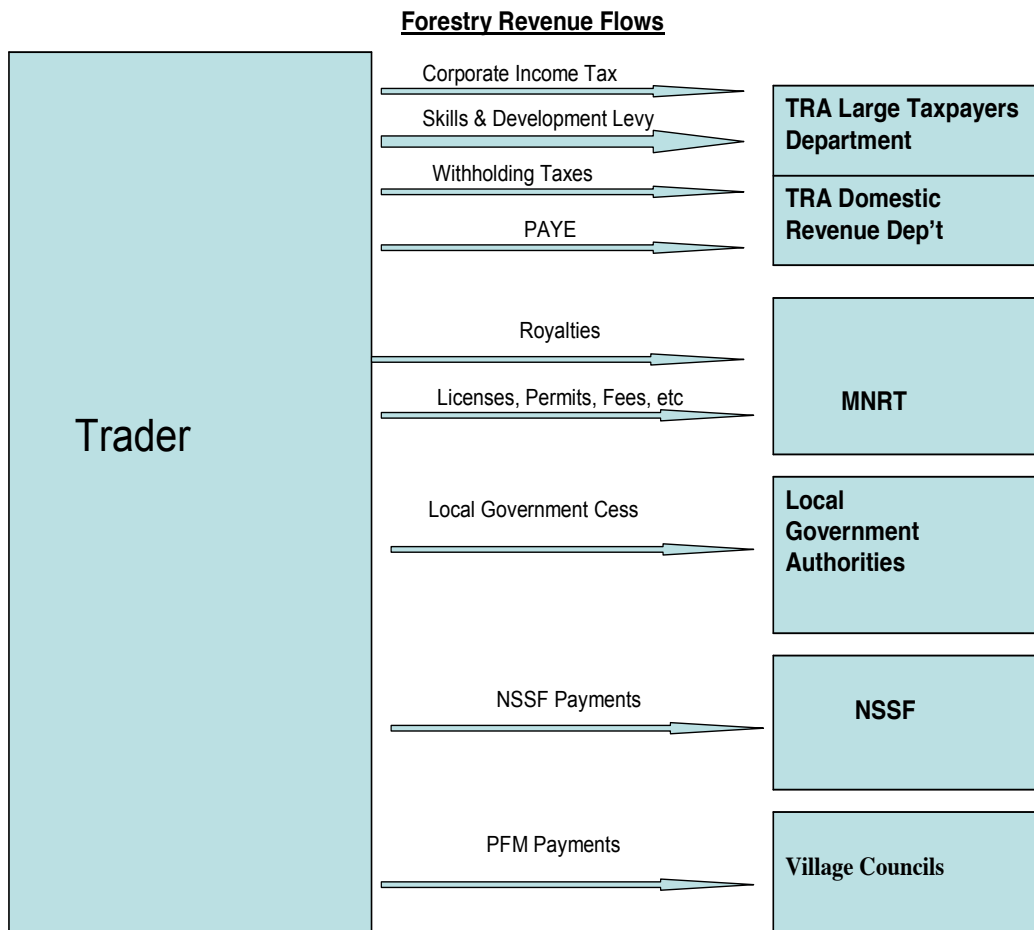 Forestry Revenue Flows
Corporate Income Tax
Skills & Development Levy
TRA Large Taxpayers
Department
Withholding Taxes
TRA Domestic
Revenue Dep't
PAYE
Royalties
Licenses, Permits, Fees, etc
MNRT
Trader
Local Government Cess
Local
Government
Authorities
NSSF Payments
NSSF
PFM Payments
Village Councils